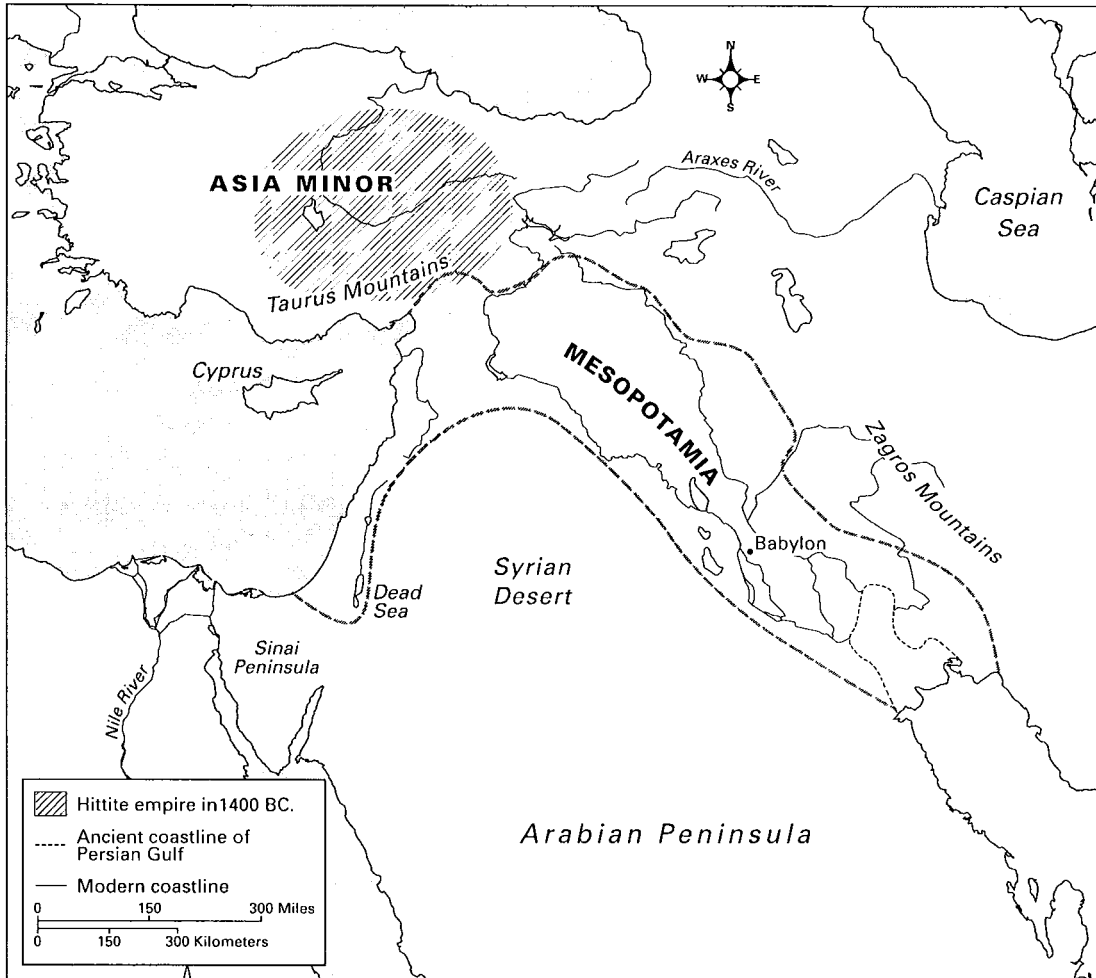 N
W E
S
ASIA MINOR
Araxes River
Caspian
Sea
Taurus Mountains
Cyprus
MESOPOTAMIA
Zagros Mountains
Babylon
Syrian
Desert
Dead
Sea
Sinai
Peninsula
Nile River
Arabian Peninsula
Hittite empire in 1400 BC.
Ancient coastline of
Persian Gulf
Modern coastline
0 150 300 Miles
0 150 300 Kilometers